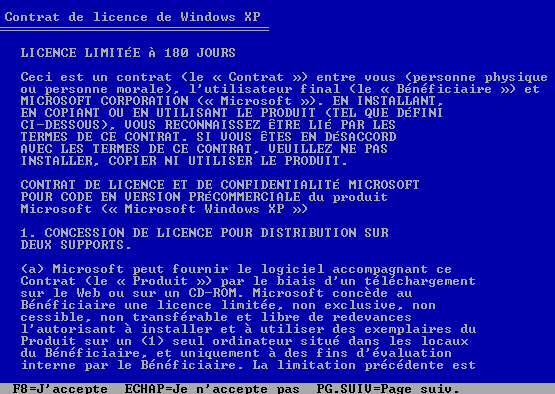 Contrat de licence de Windows XP
LICENCE LIMITÉE À 180 JOURS
Ceci est un contrat (le « Contrat ») entre vous (personne physique
ou personne morale), l'utilisateur final (le « Bénéficiaire ») et
MICROSOFT CORPORATION (« Microsoft »). EN INSTALLANT,
EN COPIANT OU EN UTILISANT LE PRODUIT (TEL QUE DÉFINI
CI-DESSOUS), VOUS RECONNAISSEZ ÊTRE LIÉ PAR LES
TERMES DE CE CONTRAT. SI VOUS ÊTES EN DÉSACCORD
AVEC LES TERMES DE CE CONTRAT, VEUILLEZ NE PAS
INSTALLER, COPIER NI UTILISER LE PRODUIT.
CONTRAT DE LICENCE ET DE CONFIDENTIALITÉ MICROSOFT
POUR CODE EN VERSION PRÉCOMMERCIALE du produit
Microsoft (« Microsoft Windows XP »)
1. CONCESSION DE LICENCE POUR DISTRIBUTION SUR
DEUX SUPPORTS.
(a) Microsoft peut fournir le logiciel accompagnant ce
Contrat (le « Produit ») par le biais d'un téléchargement
sur le Web ou sur un CD-ROM. Microsoft concède au
Bénéficiaire une licence limitée, non exclusive, non
cessible, non transférable et libre de redevances
l'autorisant à installer et à utiliser des exemplaires du
Produit sur un (1) seul ordinateur situé dans les locaux
du Bénéficiaire, et uniquement à des fins d'évaluation
interne par le Bénéficiaire. La limitation précédente est
F8=J'accepte ECHAP=Je n'accepte pas PG.SUIV=Page suiv.